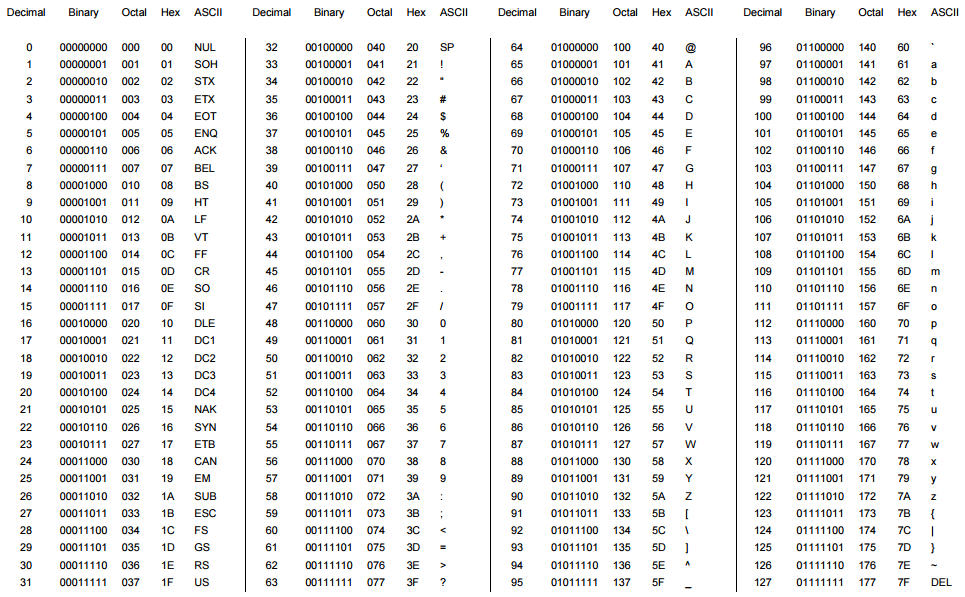 Decimal Binary Octal Hex ASCII Decimal Binary Octal Hex ASCII Decimal Binary Octal Hex ASCII Decimal Binary Octal Hex ASCII
0 00000000 000 00 NUL 32 00100000 040 20 SP 64 01000000 100 40 @ 96 01100000 140 60 `
1 00000001 001 01 SOH 33 00100001 041 21 ! 65 01000001 101 41 A 97 01100001 141 61 a
2 00000010 002 02 STX 34 00100010 042 22 " 66 01000010 102 42 B 98 01100010 142 62 b
3 00000011 003 03 ETX 35 00100011 043 23 # 67 01000011 103 43 C 99 01100011 143 63 c
4 00000100 004 04 EOT 36 00100100 044 24 $ 68 01000100 104 44 D 100 01100100 144 64 d
5 00000101 005 05 ENQ 37 00100101 045 25 % 69 01000101 105 45 E 101 01100101 145 65 e
6 00000110 006 06 ACK 38 00100110 046 26 & 70 01000110 106 46 F 102 01100110 146 66 f
7 00000111 007 07 BEL 39 00100111 047 27 ‘ 71 01000111 107 47 G 103 01100111 147 67 g
8 00001000 010 08 BS 40 00101000 050 28 ( 72 01001000 110 48 H 104 01101000 150 68 h
9 00001001 011 09 HT 41 00101001 051 29 ) 73 01001001 111 49 I 105 01101001 151 69 i
10 00001010 012 0A LF 42 00101010 052 2A * 74 01001010 112 4A J 106 01101010 152 6A j
11 00001011 013 0B VT 43 00101011 053 2B + 75 01001011 113 4B K 107 01101011 153 6B k
12 00001100 014 0C FF 44 00101100 054 2C , 76 01001100 114 4C L 108 01101100 154 6C l
13 00001101 015 0D CR 45 00101101 055 2D - 77 01001101 115 4D M 109 01101101 155 6D m
14 00001110 016 0E SO 46 00101110 056 2E . 78 01001110 116 4E N 110 01101110 156 6E n
15 00001111 017 0F SI 47 00101111 057 2F / 79 01001111 117 4F O 111 01101111 157 6F o
16 00010000 020 10 DLE 48 00110000 060 30 0 80 01010000 120 50 P 112 01110000 160 70 p
17 00010001 021 11 DC1 49 00110001 061 31 1 81 01010001 121 51 Q 113 01110001 161 71 q
18 00010010 022 12 DC2 50 00110010 062 32 2 82 01010010 122 52 R 114 01110010 162 72 r
19 00010011 023 13 DC3 51 00110011 063 33 3 83 01010011 123 53 S 115 01110011 163 73 s
20 00010100 024 14 DC4 52 00110100 064 34 4 84 01010100 124 54 T 116 01110100 164 74 t
21 00010101 025 15 NAK 53 00110101 065 35 5 85 01010101 125 55 U 117 01110101 165 75 u
22 00010110 026 16 SYN 54 00110110 066 36 6 86 01010110 126 56 V 118 01110110 166 76 v
23 00010111 027 17 ETB 55 00110111 067 37 7 87 01010111 127 57 W 119 01110111 167 77 w
24 00011000 030 18 CAN 56 00111000 070 38 8 88 01011000 130 58 X 120 01111000 170 78 x
25 00011001 031 19 EM 57 00111001 071 39 9 89 01011001 131 59 Y 121 01111001 171 79 y
26 00011010 032 1A SUB 58 00111010 072 3A : 90 01011010 132 5A Z 122 01111010 172 7A z
27 00011011 033 1B ESC 59 00111011 073 3B ; 91 01011011 133 5B [ 123 01111011 173 7B {
28 00011100 034 1C FS 60 00111100 074 3C < 92 01011100 134 5C \ 124 01111100 174 7C |
29 00011101 035 1D GS 61 00111101 075 3D = 93 01011101 135 5D ] 125 01111101 175 7D }
30 00011110 036 1E RS 62 00111110 076 3E > 94 01011110 136 5E ^ 126 01111110 176 7E ~
31 00011111 037 1F US 63 00111111 077 3F ? 95 01011111 137 5F _ 127 01111111 177 7F DEL